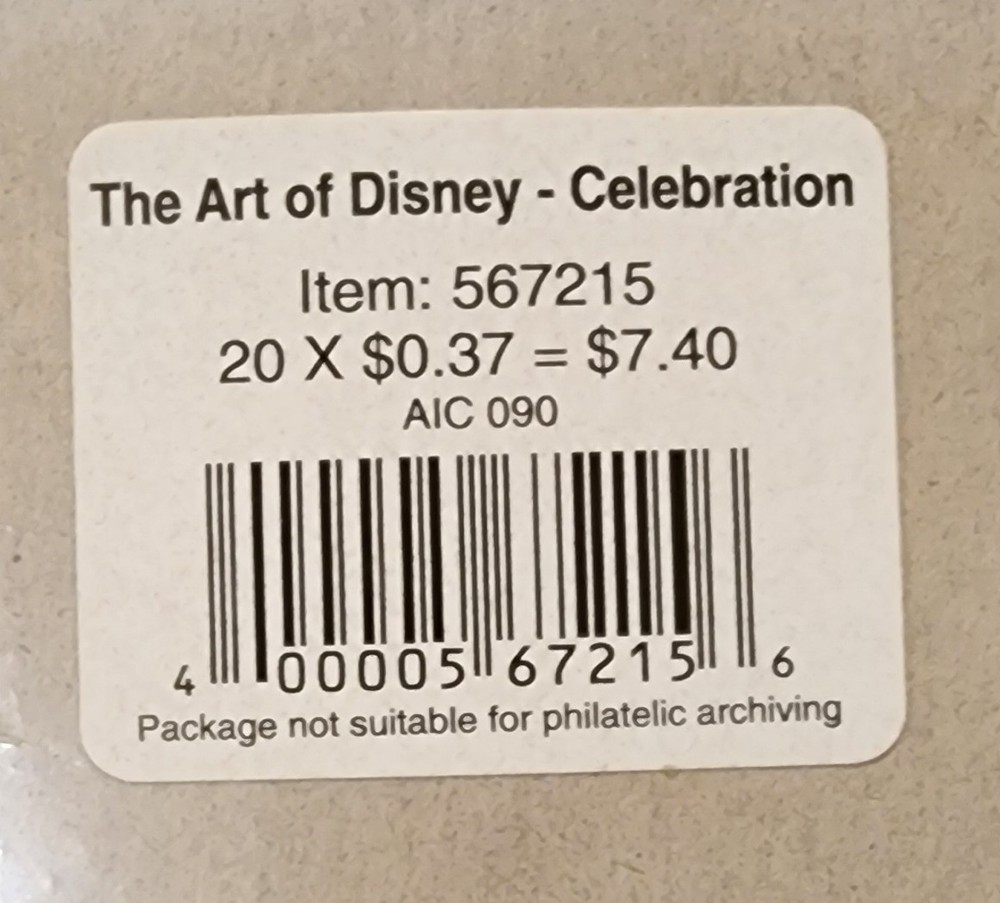 The Art of Disney - Celebration
Item: 567215
20 X $0.37 = $7.40
AIC 090
4 00005 67215 6
Package not suitable for philatelic archiving